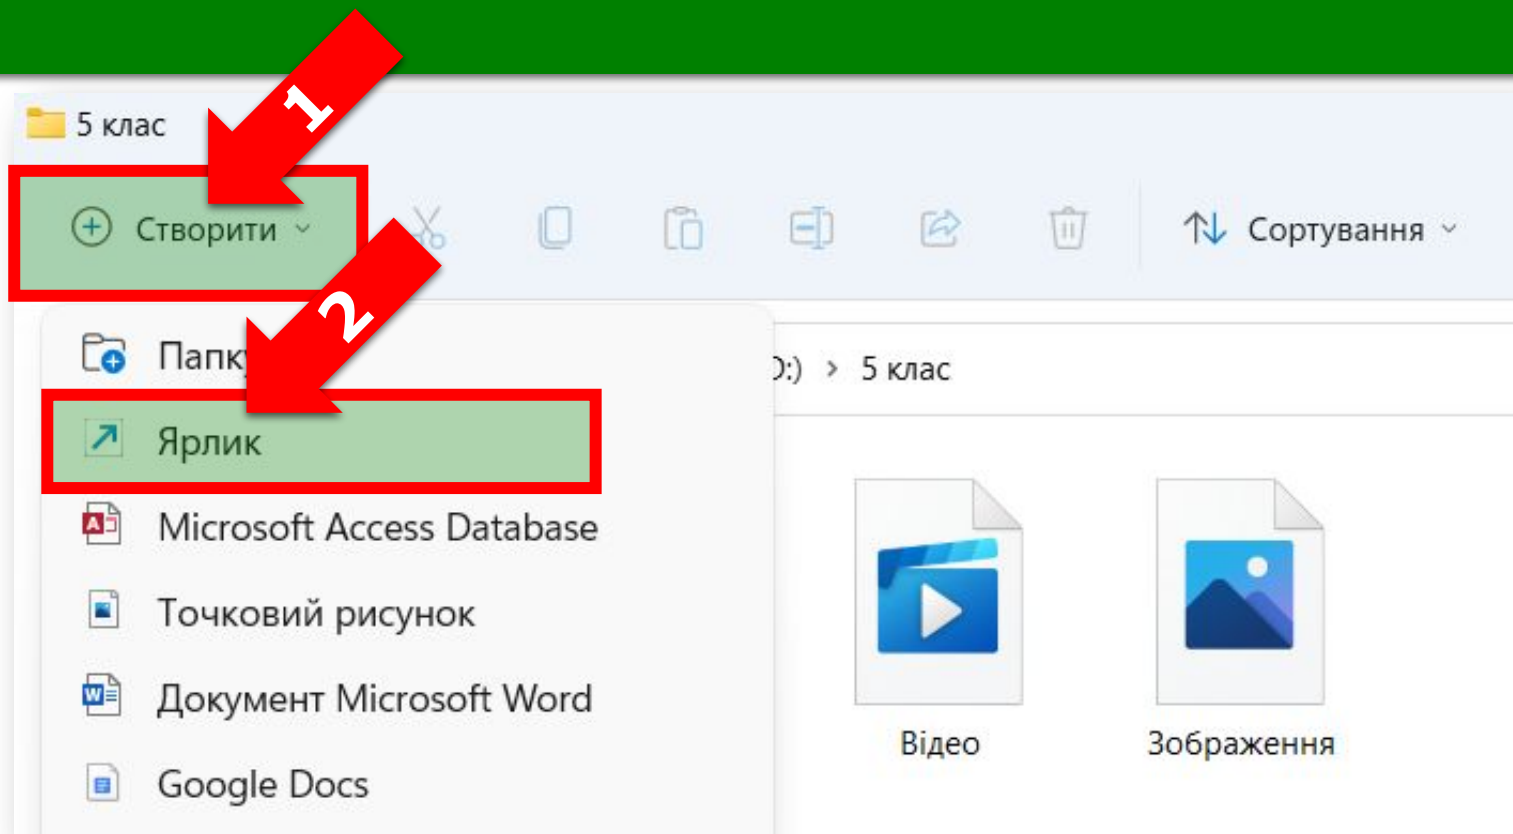 5 клас
1
Створити
Сортування
2
Папку
:) > 5 клас
Ярлик
Microsoft Access Database
Точковий рисунок
Документ Microsoft Word
Google Docs
Відео
Зображення